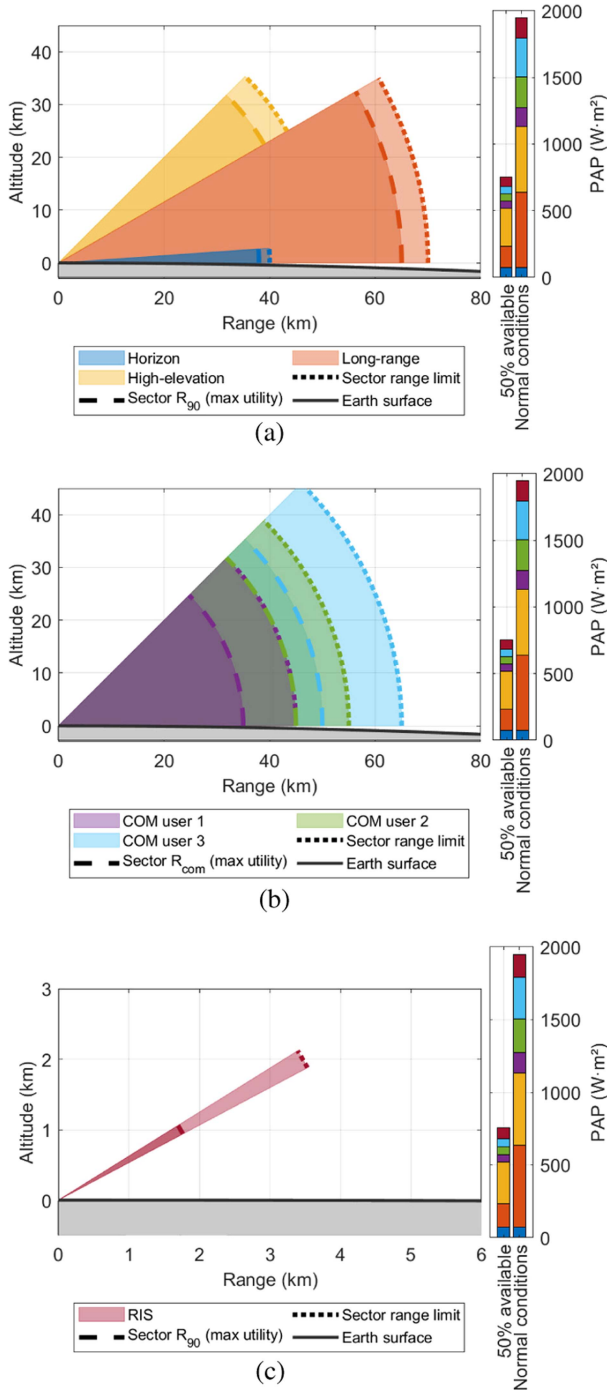 40
30
20
10
0
Altitude (km)
0
20
40
60
80
Range (km)
2000
1500
1000
500
0
PAP (W·m²)
50% available
Normal conditions
Horizon
Long-range
High-elevation
Sector range limit
Sector R90 (max utility)
Earth surface
(a)
40
30
20
10
0
Altitude (km)
0
20
40
60
80
Range (km)
2000
1500
1000
500
0
PAP (W·m²)
50% available
Normal conditions
COM user 1
COM user 2
COM user 3
Sector range limit
Sector Rcom (max utility)
Earth surface
(b)
3
2
1
0
Altitude (km)
0
1
2
3
4
5
6
Range (km)
2000
1500
1000
500
0
PAP (W·m²)
50% available
Normal conditions
RIS
Sector range limit
Sector R90 (max utility)
Earth surface
(c)